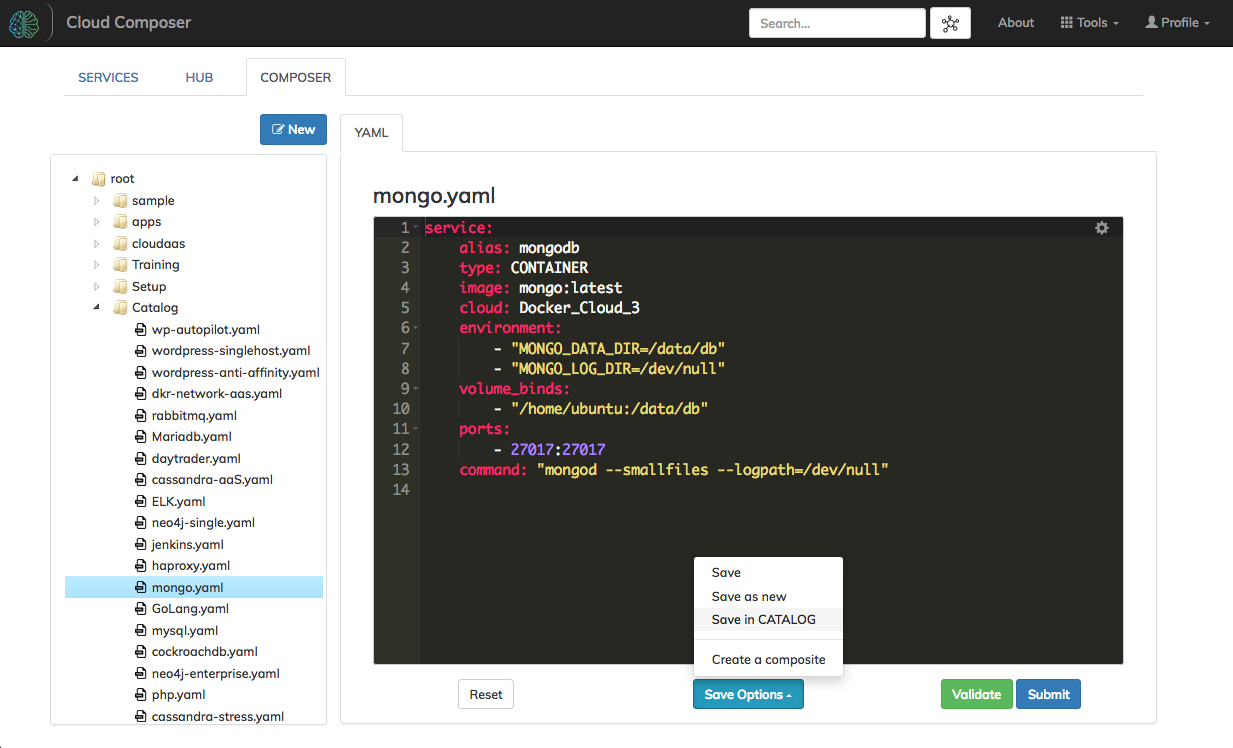 Cloud Composer
Search...
About
Tools
Profile
SERVICES
HUB
COMPOSER
New
YAML
root
sample
apps
cloudaas
Training
Setup
Catalog
wp-autopilot.yaml
wordpress-singlehost.yaml
wordpress-anti-affinity.yaml
dkr-network-aas.yaml
rabbitmq.yaml
Mariadb.yaml
daytrader.yaml
cassandra-aaS.yaml
ELK.yaml
neo4j-single.yaml
jenkins.yaml
haproxy.yaml
mongo.yaml
GoLang.yaml
mysql.yaml
cockroachdb.yaml
neo4j-enterprise.yaml
php.yaml
cassandra-stress.yaml
mongo.yaml
1 service:
2 alias: mongodb
3 type: CONTAINER
4 image: mongo:latest
5 cloud: Docker_Cloud_3
6 environment:
7 - "MONGO_DATA_DIR=/data/db"
8 - "MONGO_LOG_DIR=/dev/null"
9 volume_binds:
10 - "/home/ubuntu:/data/db"
11 ports:
12 - 27017:27017
13 command: "mongod --smallfiles --logpath=/dev/null"
14
Save
Save as new
Save in CATALOG
Create a composite
Reset
Save Options
Validate
Submit